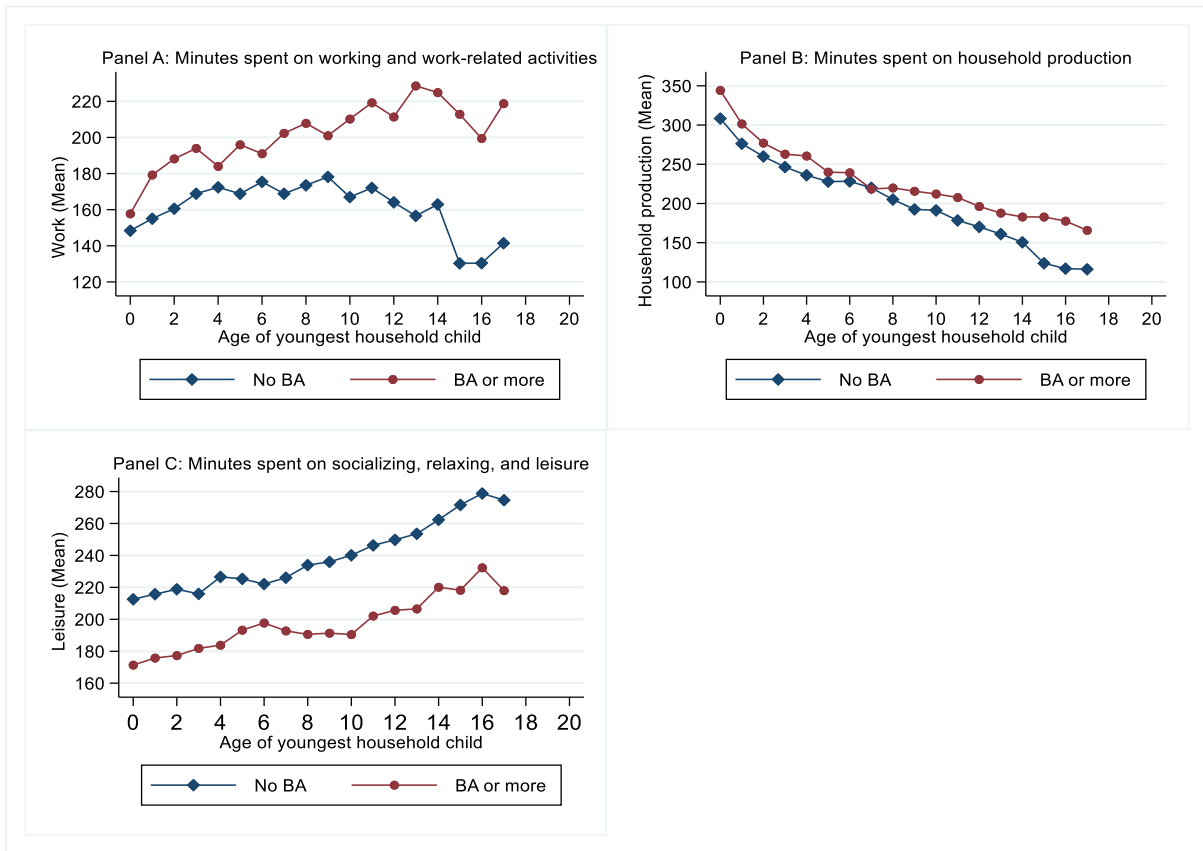 Panel A: Minutes spent on working and work-related activities
Work (Mean)
220
200
180
160
140
120
0 2 4 6 8 10 12 14 16 18 20
Age of youngest household child
No BA BA or more
Panel B: Minutes spent on household production
Household production (Mean)
350
300
250
200
150
100
0 2 4 6 8 10 12 14 16 18 20
Age of youngest household child
No BA BA or more
Panel C: Minutes spent on socializing, relaxing, and leisure
Leisure (Mean)
280
260
240
220
200
180
160
0 2 4 6 8 10 12 14 16 18 20
Age of youngest household child
No BA BA or more